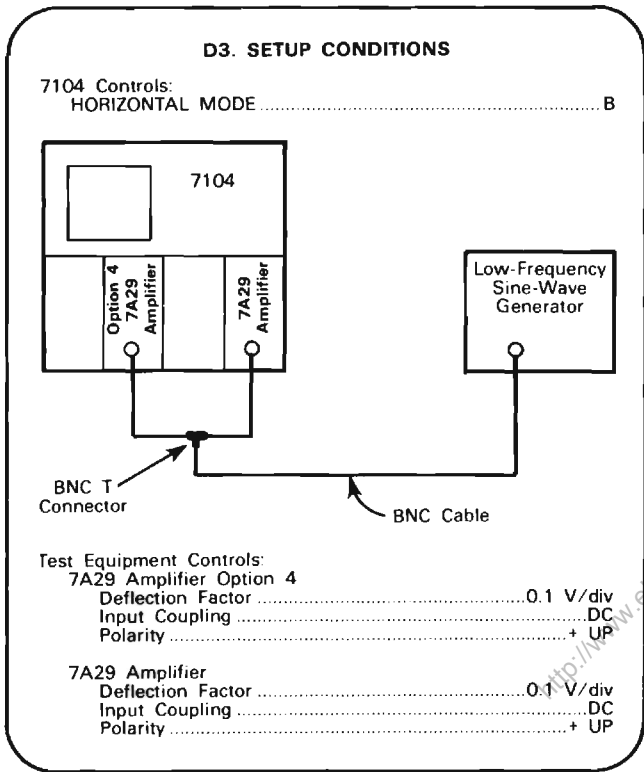 D3. SETUP CONDITIONS
7104 Controls:
HORIZONTAL MODE ........ B
7104
Option 4
7A29
Amplifier
7A29
Amplifier
Low-Frequency
Sine-Wave
Generator
BNC T
Connector
BNC Cable
Test Equipment Controls:
7A29 Amplifier Option 4
Deflection Factor ........ 0.1 V/div
Input Coupling ........ DC
Polarity ........ + UP
7A29 Amplifier
Deflection Factor ........ 0.1 V/div
Input Coupling ........ DC
Polarity ........ + UP
http://www.e